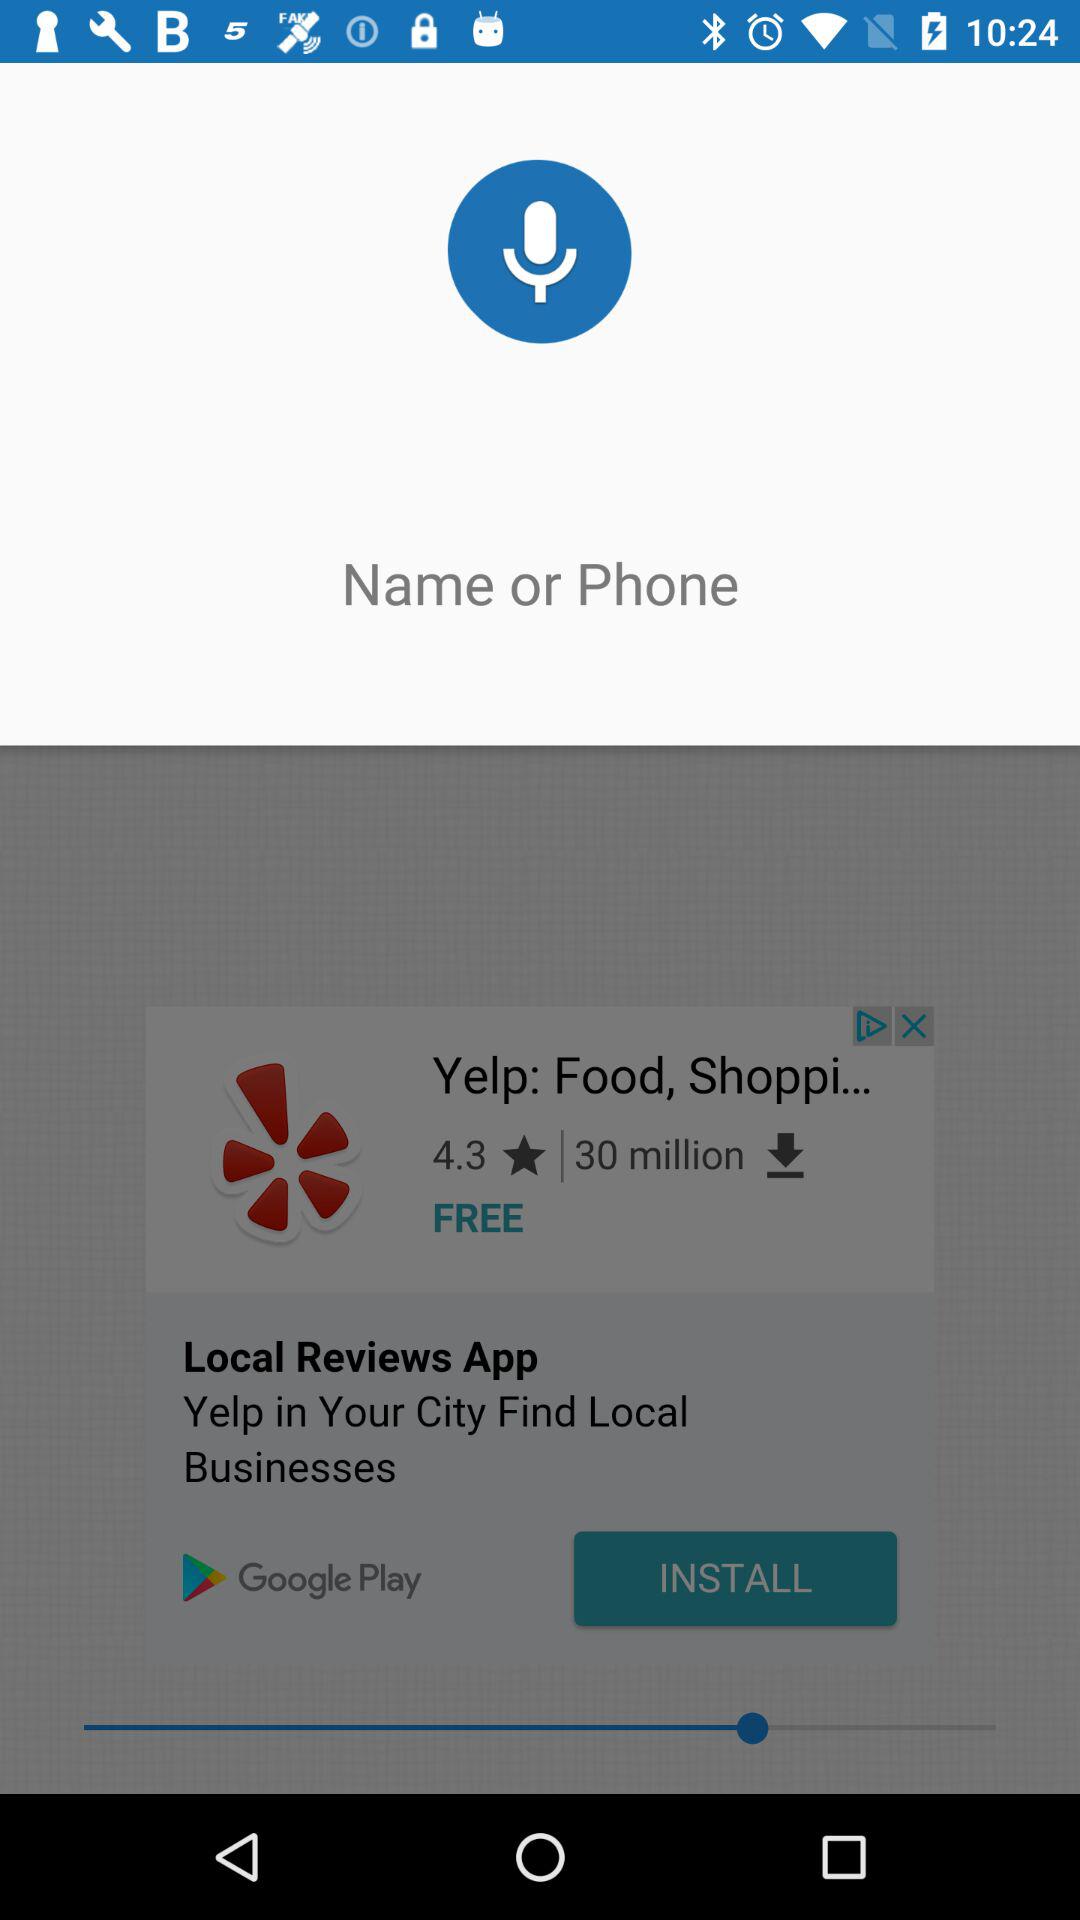 B 5 FAKE 10:24
Name or Phone
Yelp: Food, Shoppi...
4.3 30 million
FREE
Local Reviews App
Yelp in Your City Find Local
Businesses
Google Play
INSTALL